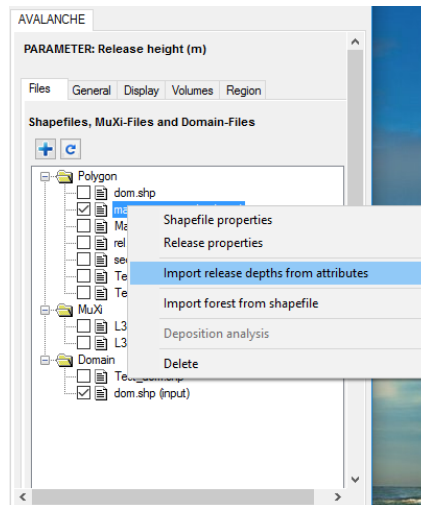 AVALANCHE
PARAMETER: Release height (m)
Files General Display Volumes Region
Shapefiles, MuXi-Files and Domain-Files
Polygon
dom.shp
Shapefile properties
Release properties
Import release depths from attributes
Import forest from shapefile
Deposition analysis
Delete
MuXi
Domain
dom.shp (input)